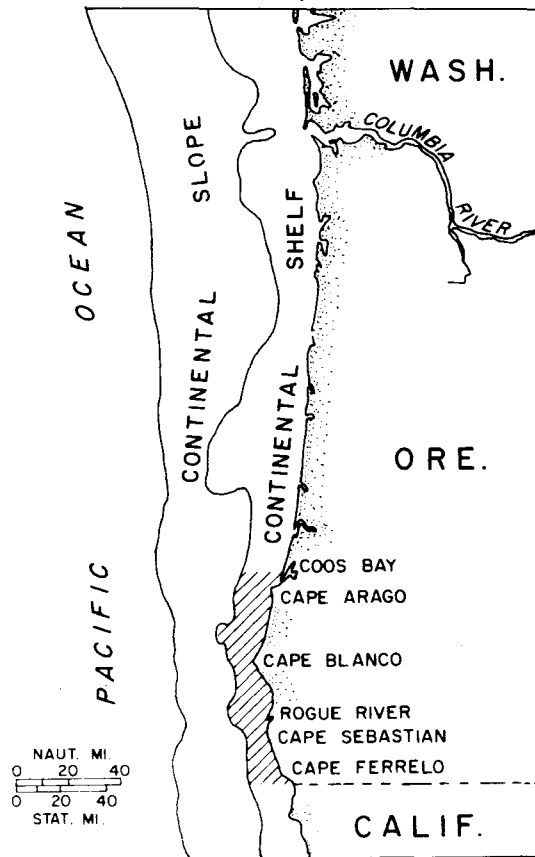 WASH.
COLUMBIA
RIVER
SLOPE
SHELF
OCEAN
CONTINENTAL
CONTINENTAL
ORE.
COOS BAY
CAPE ARAGO
PACIFIC
CAPE BLANCO
ROGUE RIVER
CAPE SEBASTIAN
CAPE FERRELO
NAUT. MI.
0 20 40
0 20 40
STAT. MI.
CALIF.